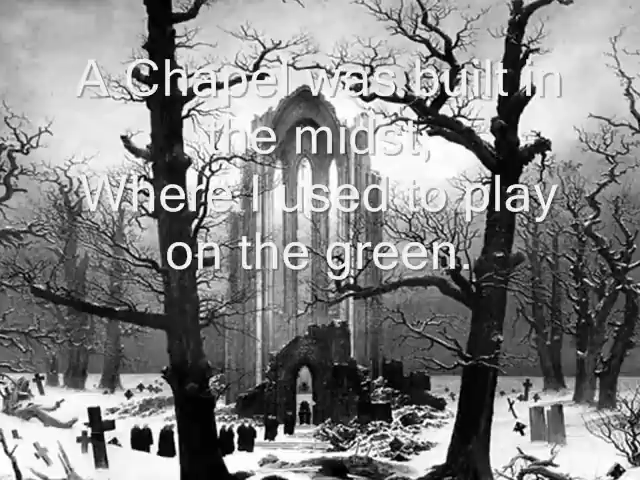 A Chapel was built in
the midst,
Where I used to play
on the green.